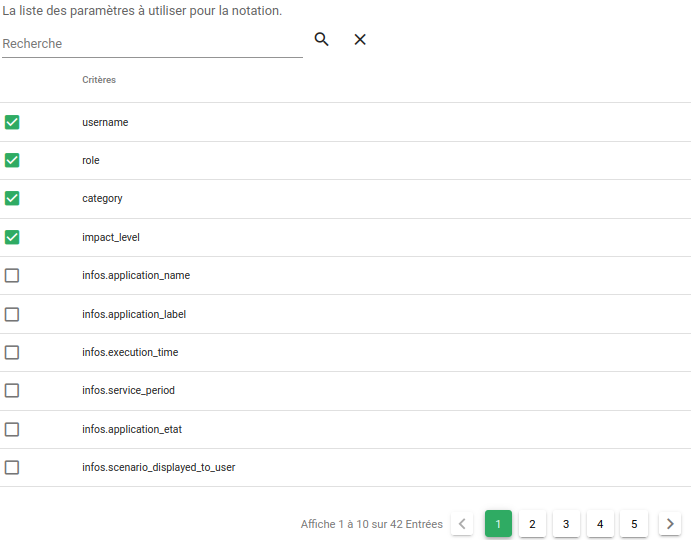 La liste des paramètres à utiliser pour la notation.
Recherche
Critères
username
role
category
impact_level
infos.application_name
infos.application_label
infos.execution_time
infos.service_period
infos.application_etat
infos.scenario_displayed_to_user
Affiche 1 à 10 sur 42 Entrées 1 2 3 4 5